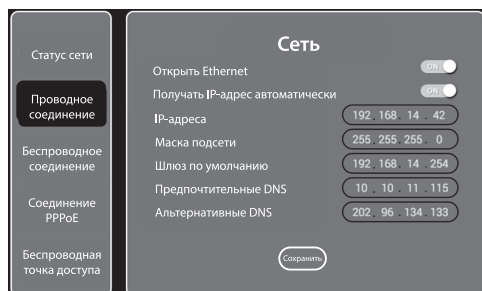 Статус сети
Проводное
соединение
Беспроводное
соединение
Соединение
PPPoE
Беспроводная
точка доступа
Сеть
Открыть Ethernet ON
Получать IP-адрес автоматически ON
IP-адреса 192. 168. 14 . 42
Маска подсети 255. 255. 255. 0
Шлюз по умолчанию 192. 168. 14 . 254
Предпочтительные DNS 10 . 10 . 11 . 115
Альтернативные DNS 202. 96 . 134. 133
Сохранить